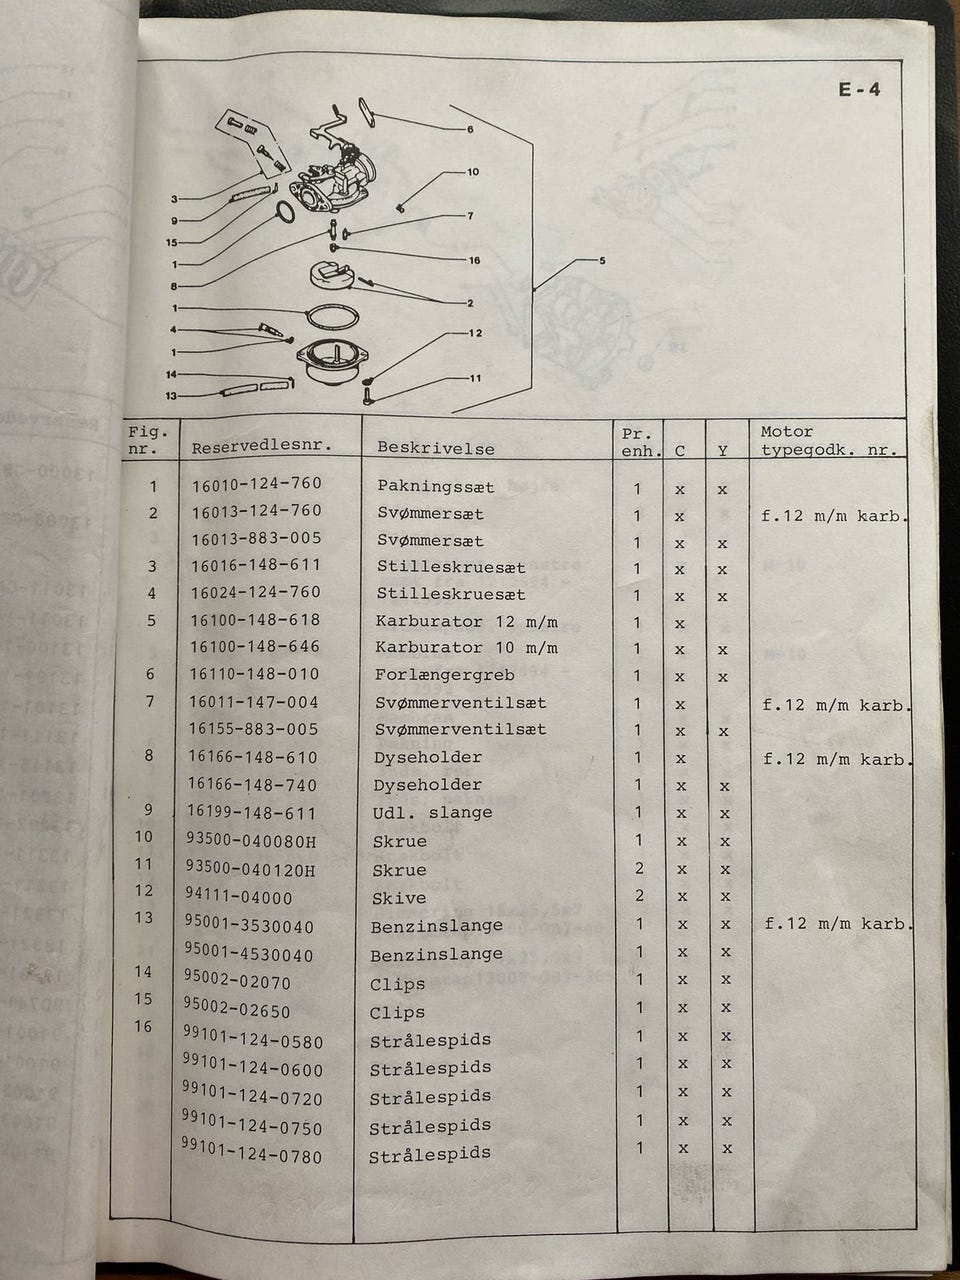 E-4
6
10
3
9
7
15
1
16
8
5
2
1
4
12
1
14
11
13
Fig. nr. Reservedlesnr. Beskrivelse Pr. enh. C Y Motor typegodk. nr.
1 16010-124-760 Pakningssæt 1 x x
2 16013-124-760 Svømmersæt 1 x f.12 m/m karb.
16013-883-005 Svømmersæt 1 x x
3 16016-148-611 Stilleskruesæt 1 x x
4 16024-124-760 Stilleskruesæt 1 x x
5 16100-148-618 Karburator 12 m/m 1 x
16100-148-646 Karburator 10 m/m 1 x x
6 16110-148-010 Forlængergreb 1 x x
7 16011-147-004 Svømmerventilsæt 1 x f.12 m/m karb.
16155-883-005 Svømmerventilsæt 1 x x
8 16166-148-610 Dyseholder 1 x f.12 m/m karb.
16166-148-740 Dyseholder 1 x x
9 16199-148-611 Udl. slange 1 x x
10 93500-040080H Skrue 1 x x
11 93500-040120H Skrue 2 x x
12 94111-04000 Skive 2 x x
13 95001-3530040 Benzinslange 1 x x f.12 m/m karb.
95001-4530040 Benzinslange 1 x x
14 95002-02070 Clips 1 x x
15 95002-02650 Clips 1 x x
16 99101-124-0580 Strålespids 1 x x
99101-124-0600 Strålespids 1 x x
99101-124-0720 Strålespids 1 x x
99101-124-0750 Strålespids 1 x x
99101-124-0780 Strålespids 1 x x